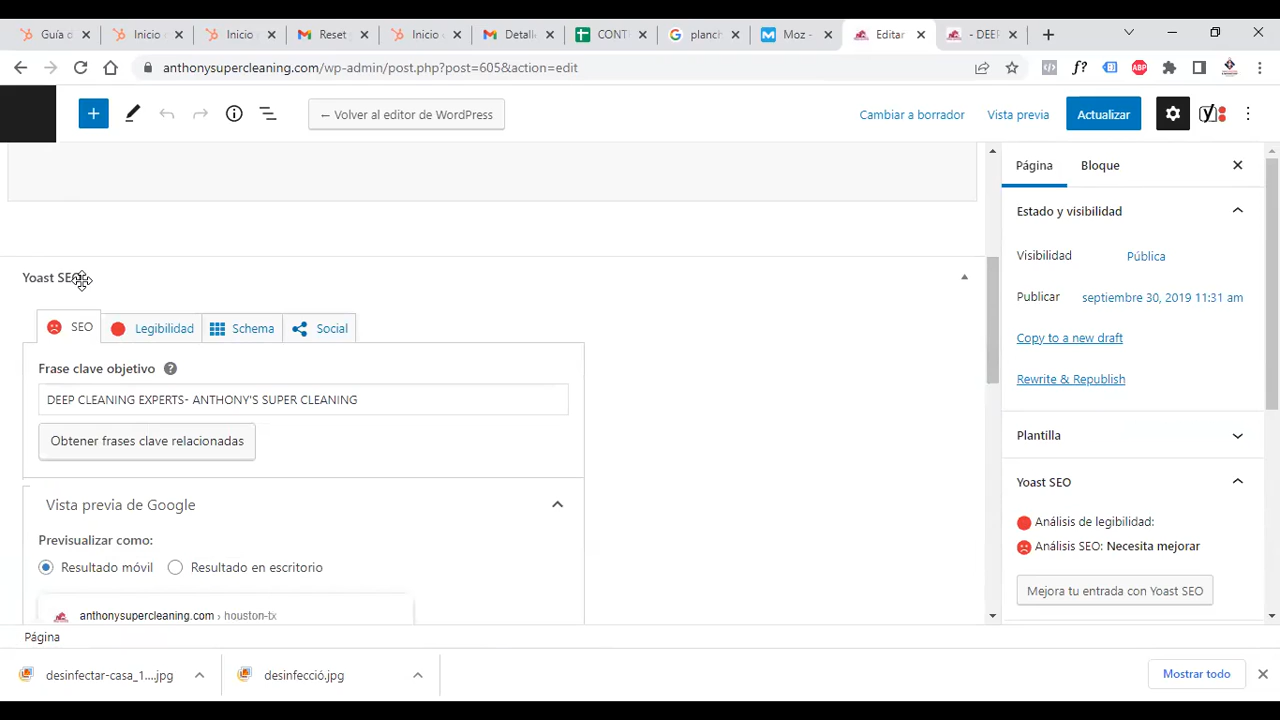 Guía d
Inicio
Inicio
Reset
Inicio
Detall
CONT
planch
Moz -
Editar
- DEEP
anthonysupercleaning.com/wp-admin/post.php?post=605&action=edit
f?
ABP
← Volver al editor de WordPress
Cambiar a borrador
Vista previa
Actualizar
Página
Bloque
Estado y visibilidad
Visibilidad
Pública
Publicar
septiembre 30, 2019 11:31 am
Copy to a new draft
Rewrite & Republish
Plantilla
Yoast SEO
Análisis de legibilidad:
Análisis SEO: Necesita mejorar
Mejora tu entrada con Yoast SEO
Yoast SEO
SEO
Legibilidad
Schema
Social
Frase clave objetivo
DEEP CLEANING EXPERTS- ANTHONY'S SUPER CLEANING
Obtener frases clave relacionadas
Vista previa de Google
Previsualizar como:
Resultado móvil
Resultado en escritorio
anthonysupercleaning.com › houston-tx
Página
desinfectar-casa_1....jpg
desinfecció.jpg
Mostrar todo